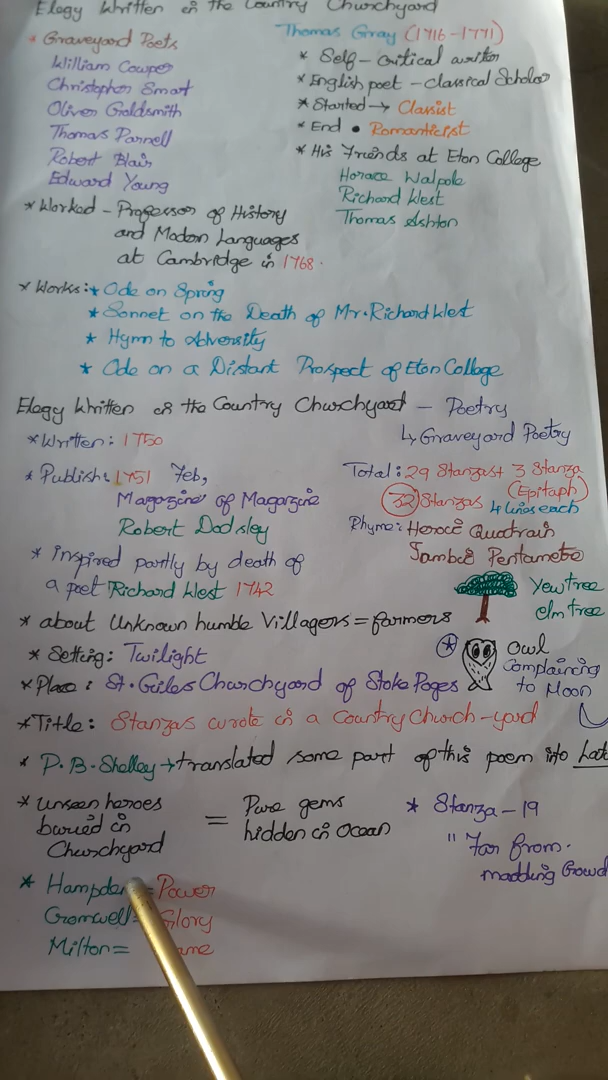 Elegy Written in the Country Churchyard
* Graveyard Poets
William Cowper
Christopher Smart
Oliver Goldsmith
Thomas Parnell
Robert Blair
Edward Young
* Worked - Professor of History
and Modern Languages
at Cambridge in 1768.
Thomas Gray (1716-1771)
* Self-critical writer
* English poet - classical Scholar
* Started → Classist
* End • Romanticist
* His Friends at Eton College
Horace Walpole
Richard West
Thomas Ashton
* Works: * Ode on Spring
* Sonnet on the Death of Mr. Richard West
* Hymn to Adversity
* Ode on a Distant Prospect of Eton College
Elegy Written in the Country Churchyard - Poetry
↳ Graveyard Poetry
* Written: 1750
* Publish: 1751 Feb,
Magazine of Magazine
Robert Dodsley
Total: 29 Stanzas + 3 Stanza
(Epitaph)
32 Stanzas 4 lines each
Rhyme: Heroic Quatrain
Iambic Pentametre
* inspired partly by death of
a poet Richard West 1742
Yew tree
elm tree
* about Unknown humble Villagers = farmers
* Setting: Twilight
* Place: St. Giles Churchyard of Stoke Poges
* Owl
Complaining
to Moon
* Title: Stanzas wrote in a Country Church-yard
* P.B. Shelley → translated some part of this poem into
* unseen heroes
buried in
Churchyard
= Pure gems
hidden in Ocean
* Stanza - 19
"Far from
madding Crowd
* Hampden = Power
Cromwell = Glory
Milton =